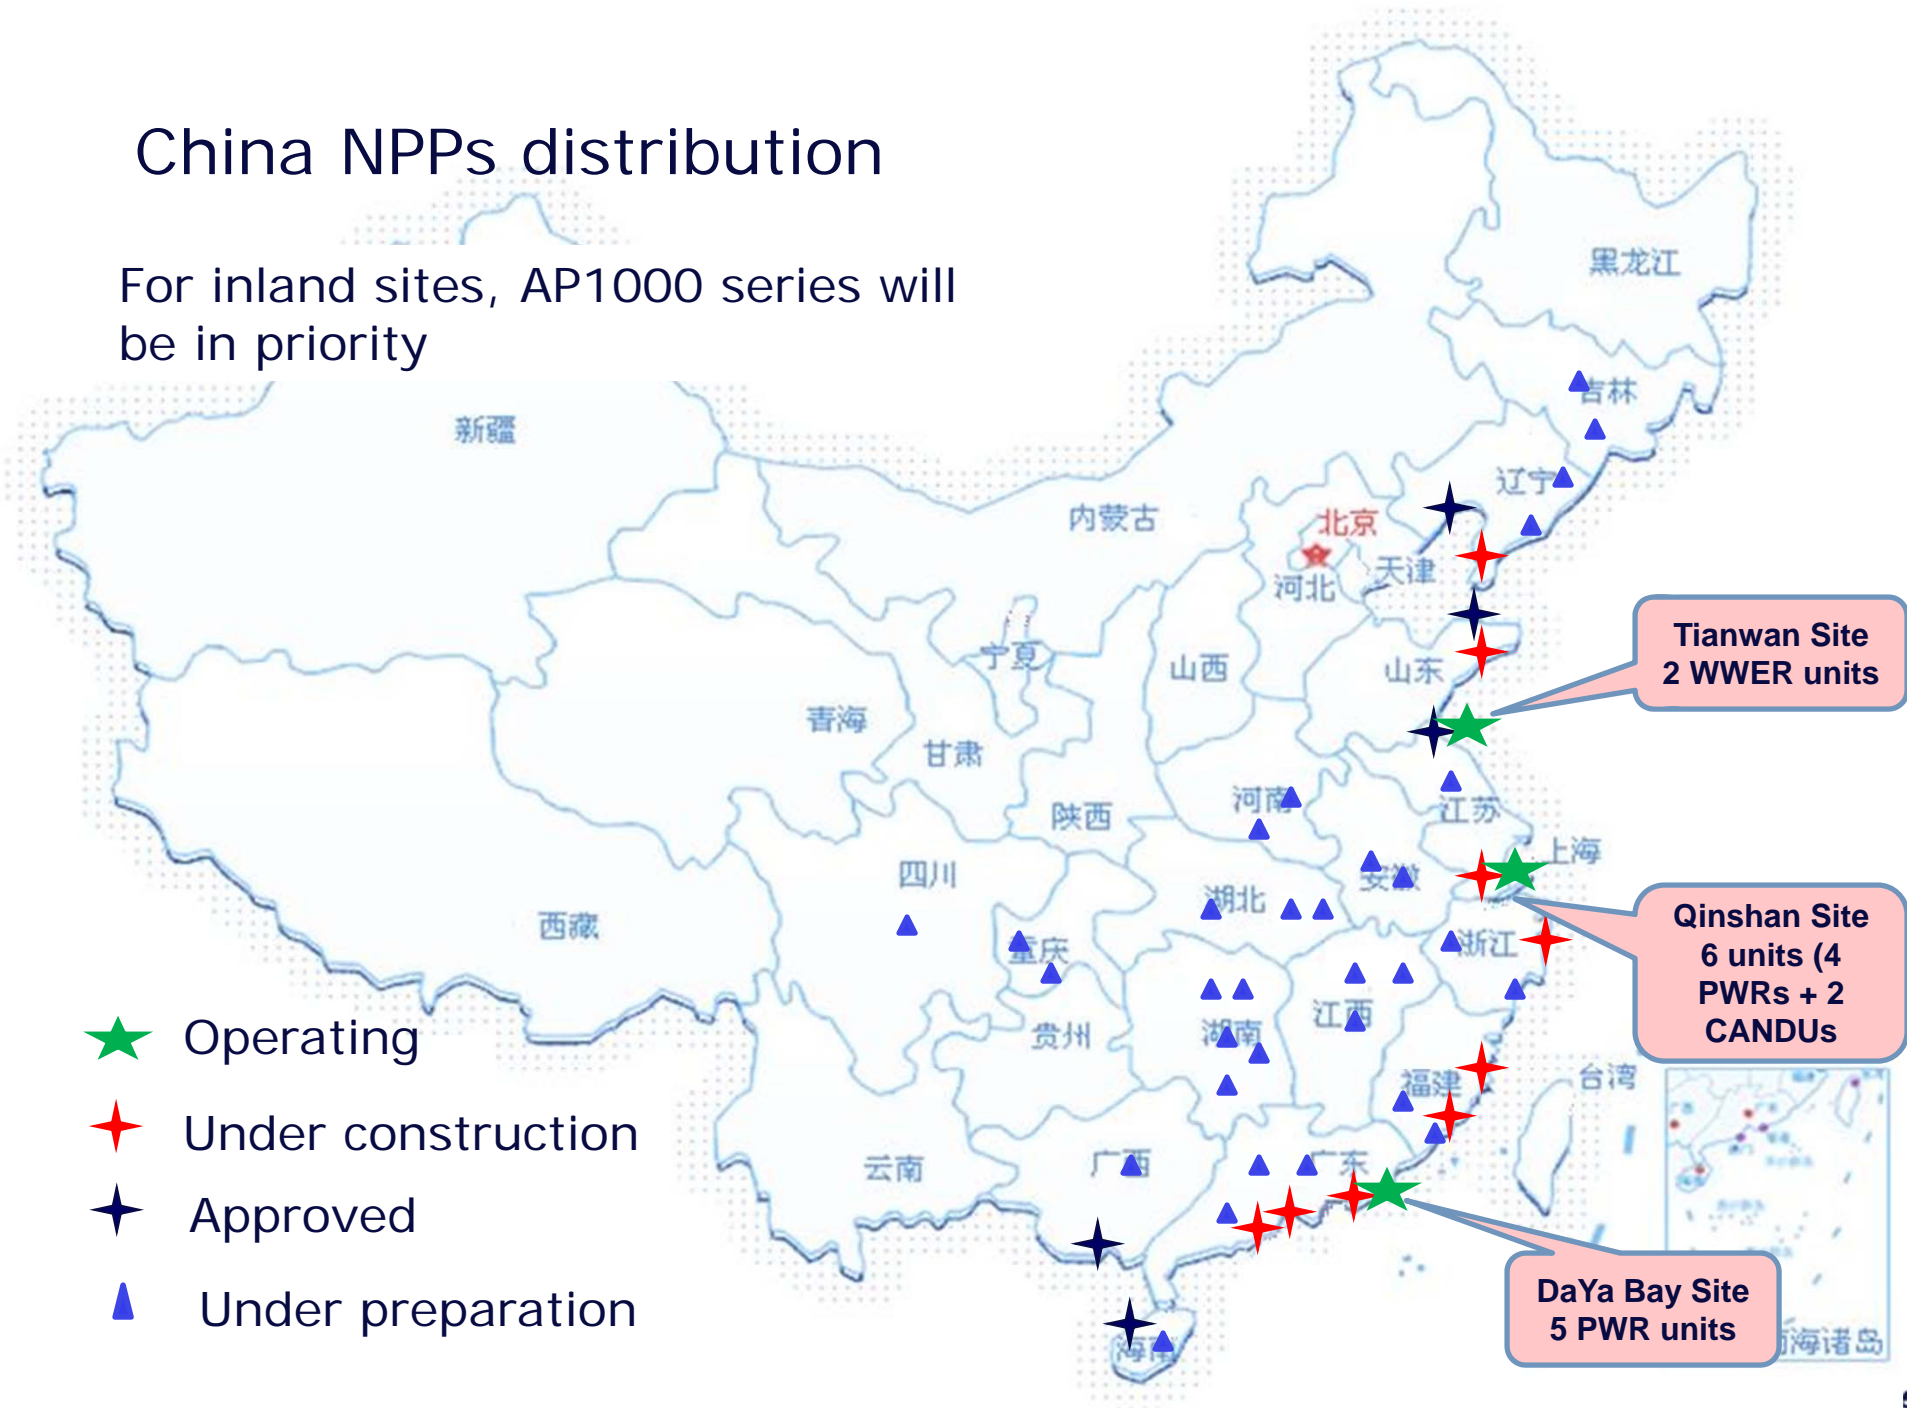 China NPPs distribution
For inland sites, AP1000 series will
be in priority
黑龙江
吉林
新疆
辽宁
内蒙古
北京
天津
河北
Tianwan Site
2 WWER units
宁夏
山西
山东
青海
甘肃
河南
江苏
陕西
上海
四川
安徽
湖北
西藏
重庆
浙江
Qinshan Site
6 units (4
PWRs + 2
CANDUs
江西
贵州
湖南
福建
台湾
Operating
Under construction
云南
广西
广东
Approved
Under preparation
DaYa Bay Site
5 PWR units
海南
海诸岛